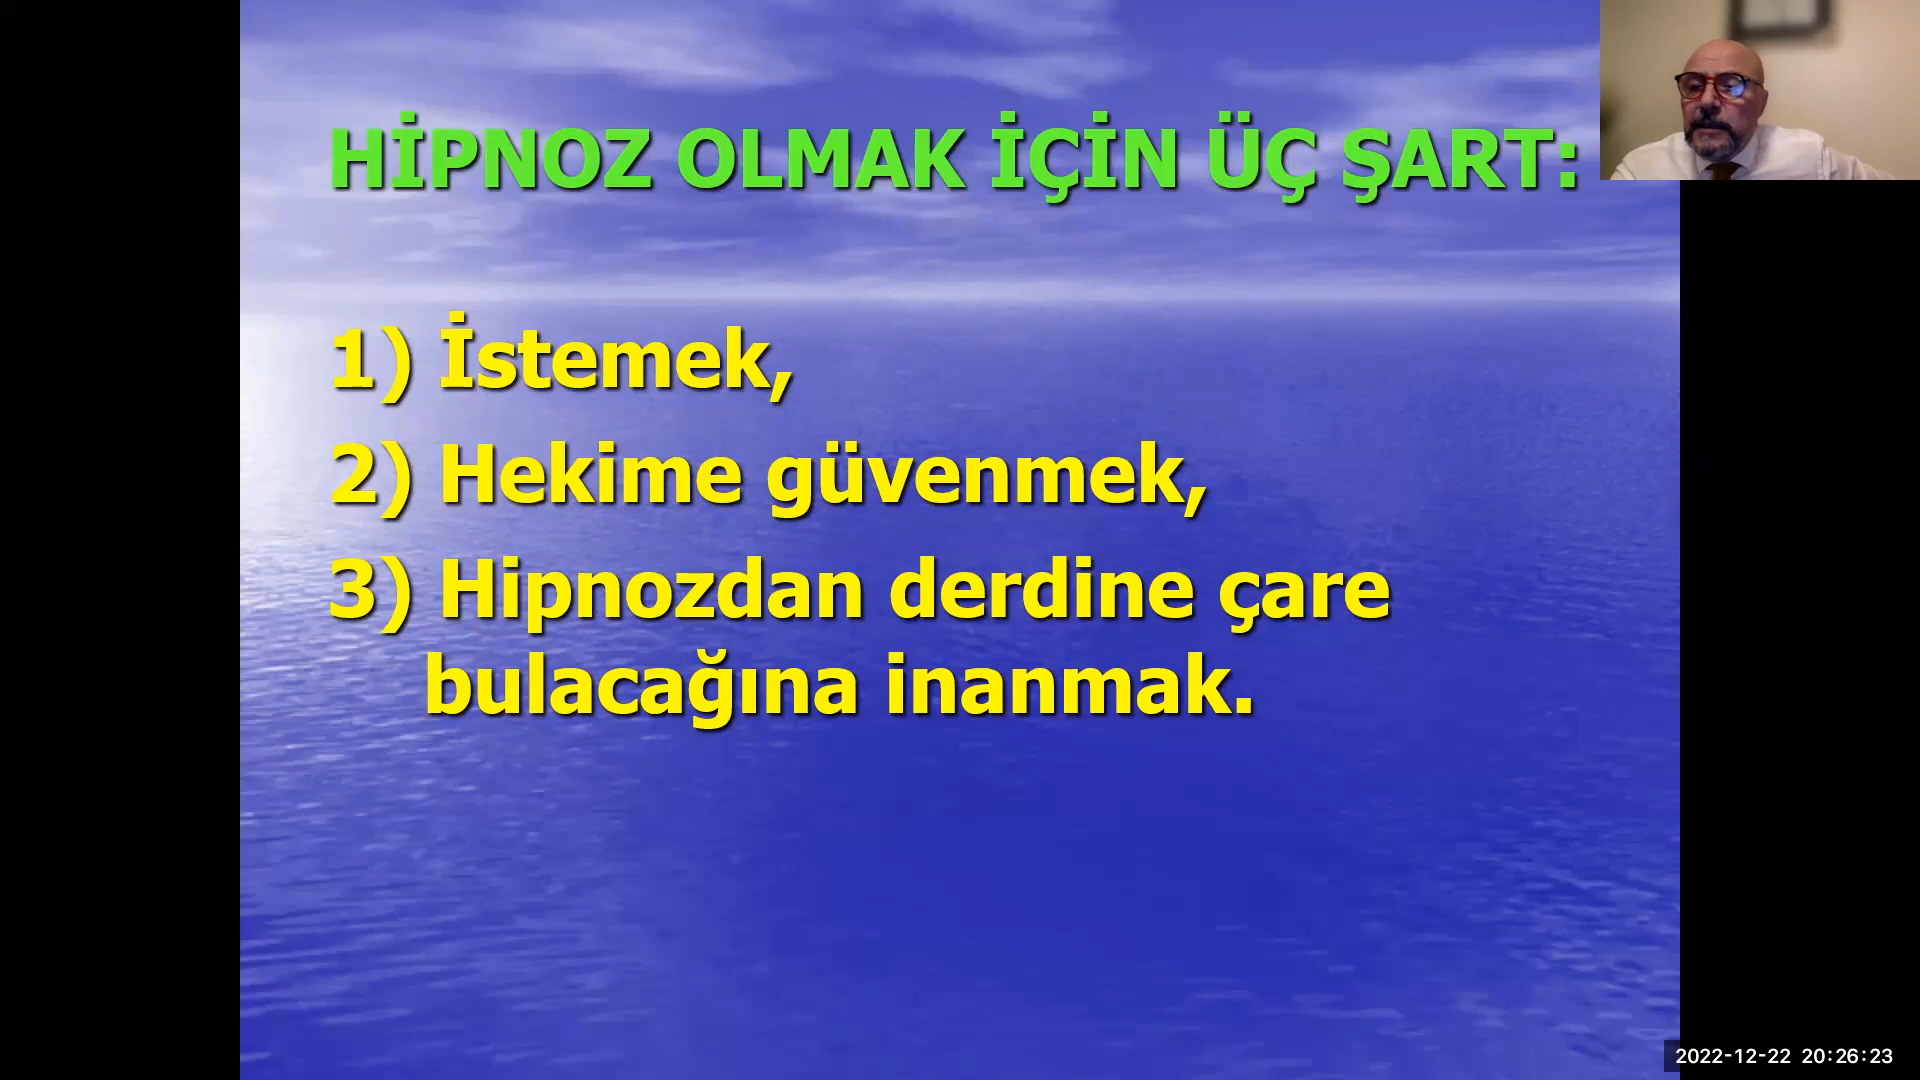 HİPNOZ OLMAK İÇİN ÜÇ ŞART:
1) İstemek,
2) Hekime güvenmek,
3) Hipnozdan derdine çare
bulacağına inanmak.
2022-12-22 20:26:23